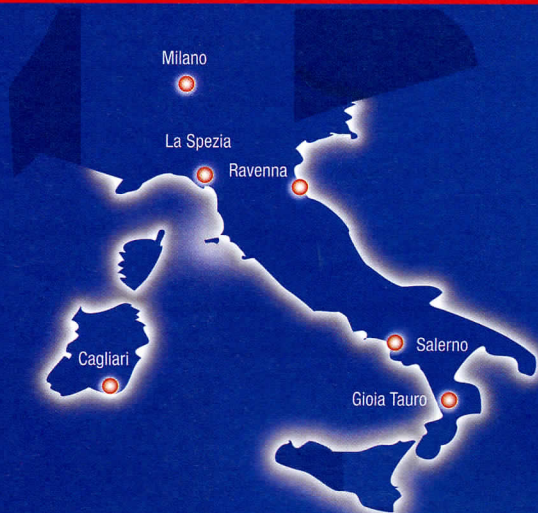 Milano
La Spezia
Ravenna
Salerno
Cagliari
Gioia Tauro